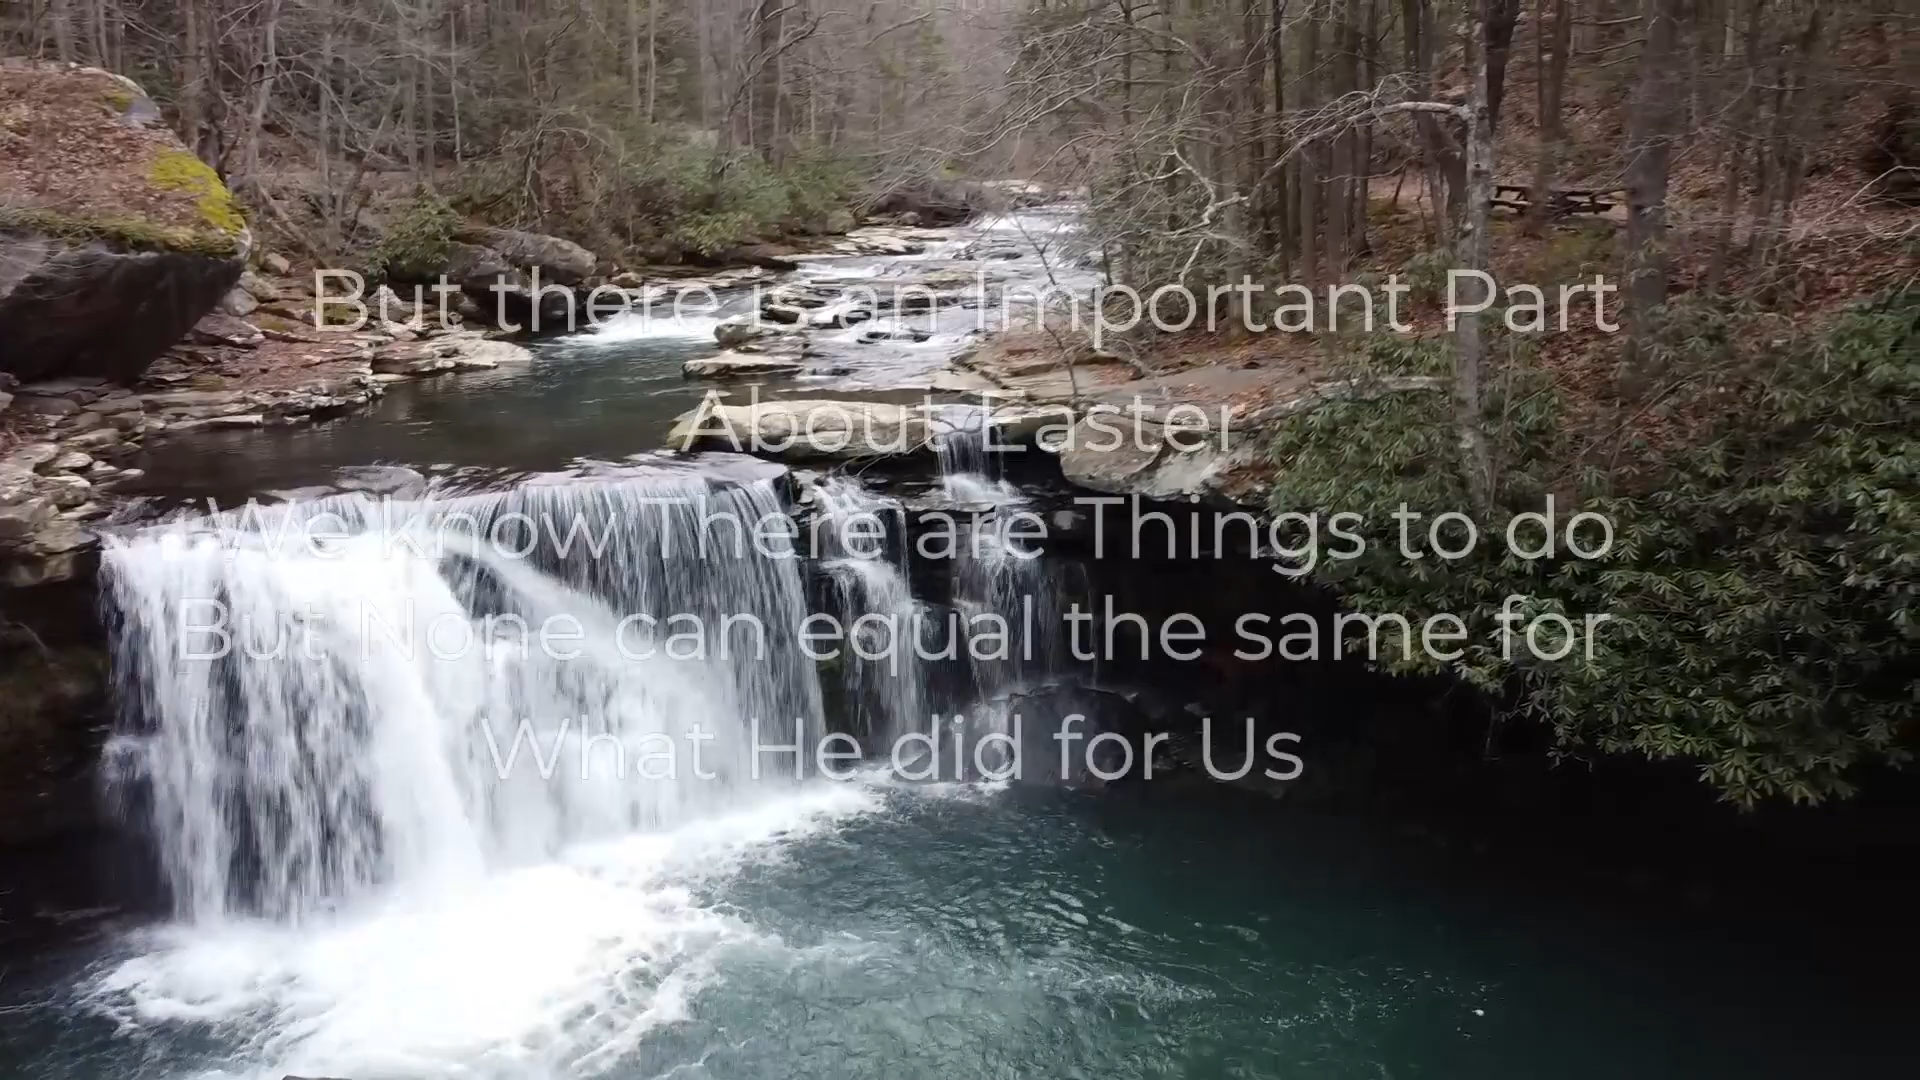 But there is an Important Part
About Easter
We know There are Things to do
But None can equal the same for
What He did for Us